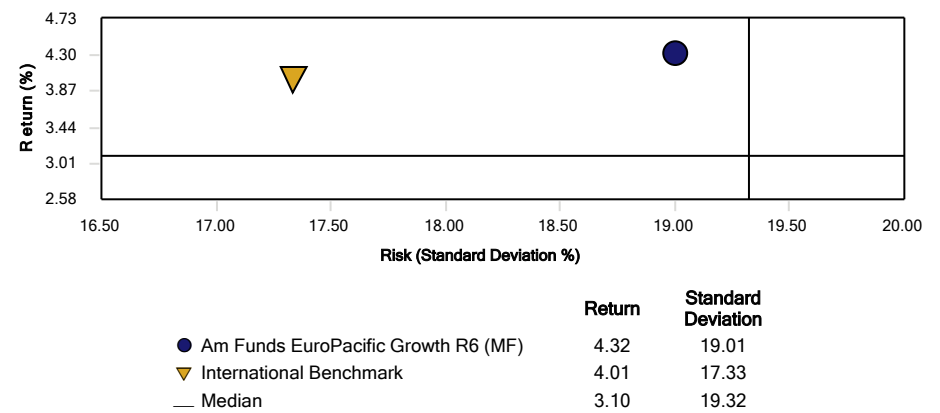 4.73
4.30
3.87
3.44
3.01
2.58
Return (%)
16.50 17.00 17.50 18.00 18.50 19.00 19.50 20.00
Risk (Standard Deviation %)
Return Standard Deviation
Am Funds EuroPacific Growth R6 (MF) 4.32 19.01
International Benchmark 4.01 17.33
Median 3.10 19.32